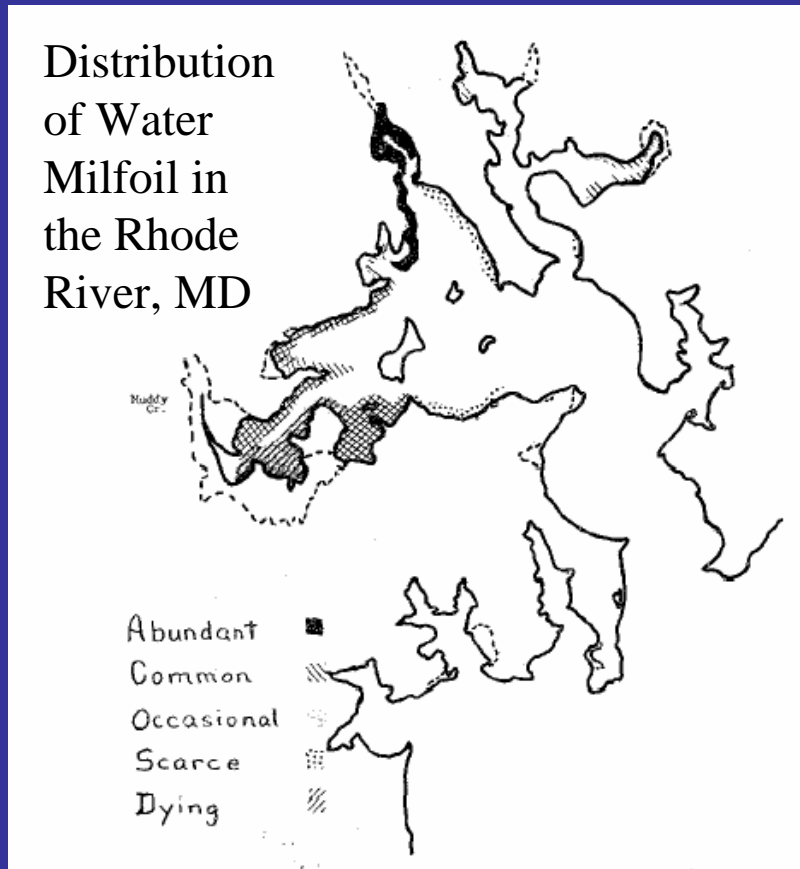 Distribution
of Water
Milfoil in
the Rhode
River, MD
Muddy
Cr.
Abundant
Common
Occasional
Scarce
Dying